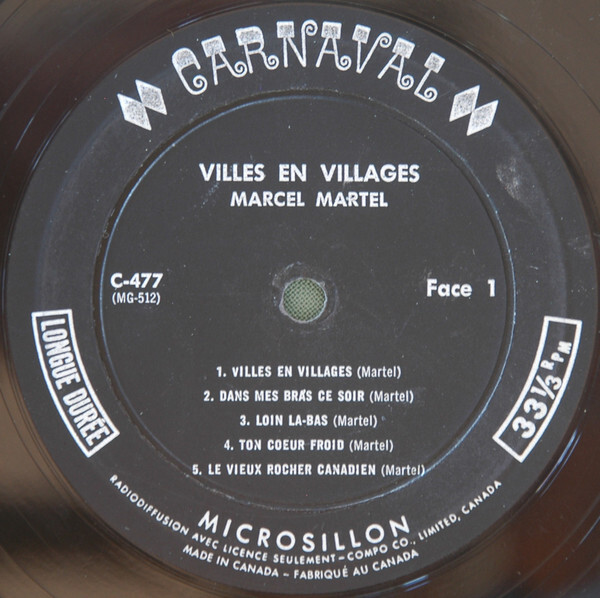 CARNAVAL
VILLES EN VILLAGES
MARCEL MARTEL
C-477
(MG-512)
Face 1
1. VILLES EN VILLAGES (Martel)
2. DANS MES BRAS CE SOIR (Martel)
3. LOIN LA-BAS (Martel)
4. TON COEUR FROID (Martel)
5. LE VIEUX ROCHER CANADIEN (Martel)
LONGUE DURÉE
33 1/3 RPM
MICROSILLON
RADIODIFFUSION AVEC LICENCE SEULEMENT-COMPO CO., LIMITED, CANADA
MADE IN CANADA - FABRIQUÉ AU CANADA